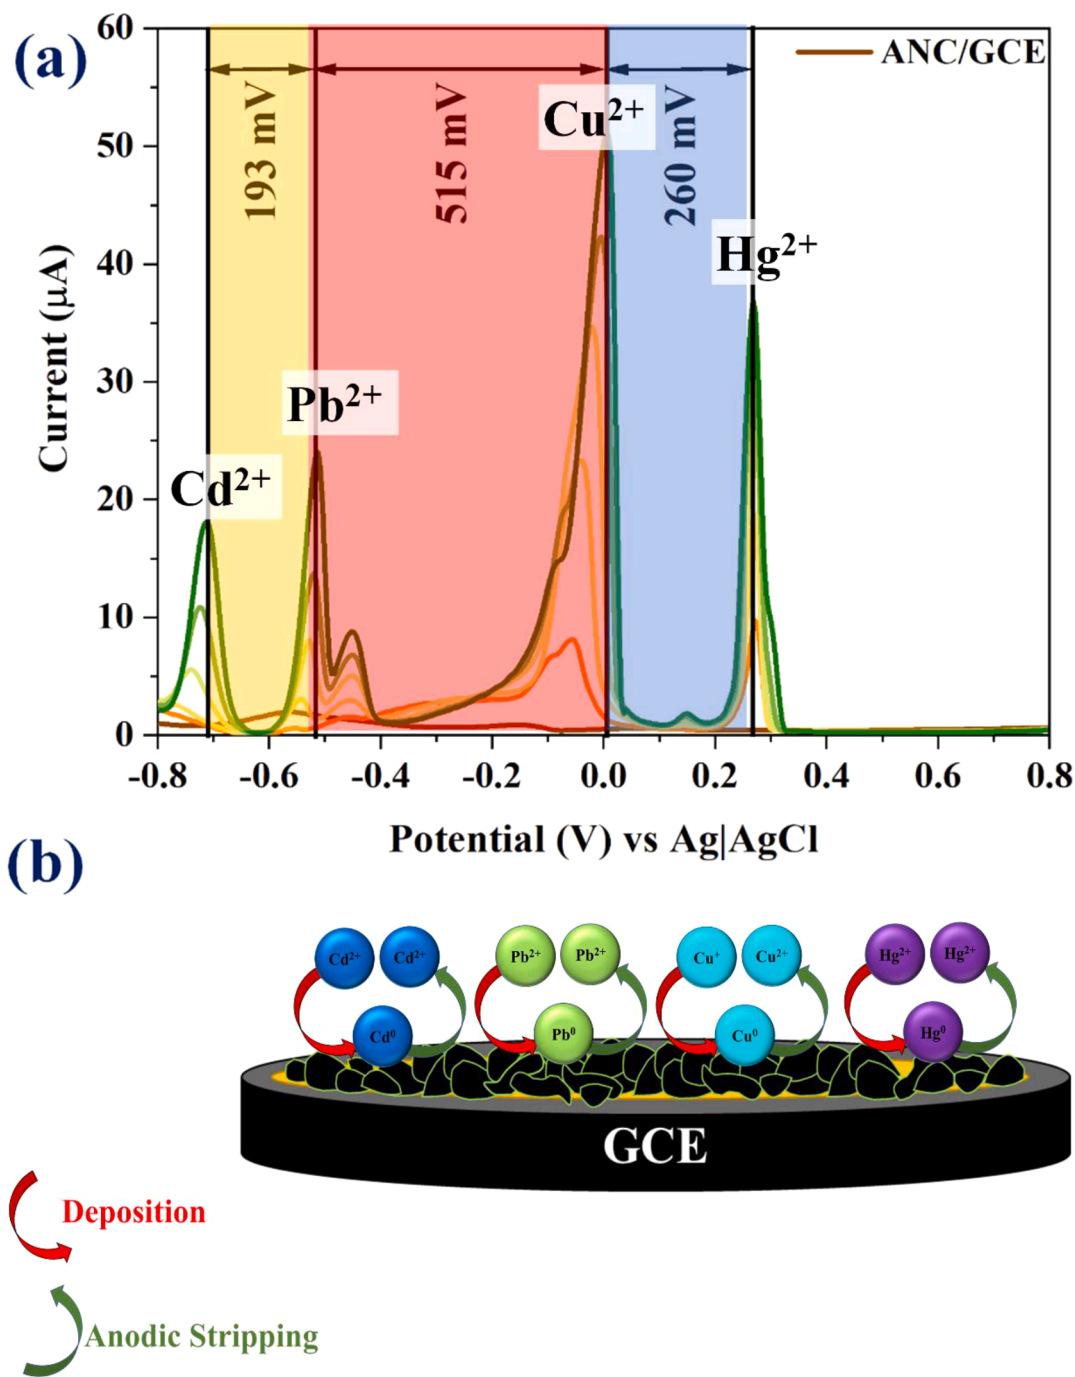 (a)
60
50
40
30
20
10
0
Current (μA)
193 mV
515 mV
260 mV
ANC/GCE
Cd²⁺
Pb²⁺
Cu²⁺
Hg²⁺
-0.8 -0.6 -0.4 -0.2 0.0 0.2 0.4 0.6 0.8
Potential (V) vs Ag|AgCl
(b)
Cd²⁺ Cd²⁺ Pb²⁺ Pb²⁺ Cu⁺ Cu²⁺ Hg²⁺ Hg²⁺
Cd⁰ Pb⁰ Cu⁰ Hg⁰
GCE
Deposition
Anodic Stripping